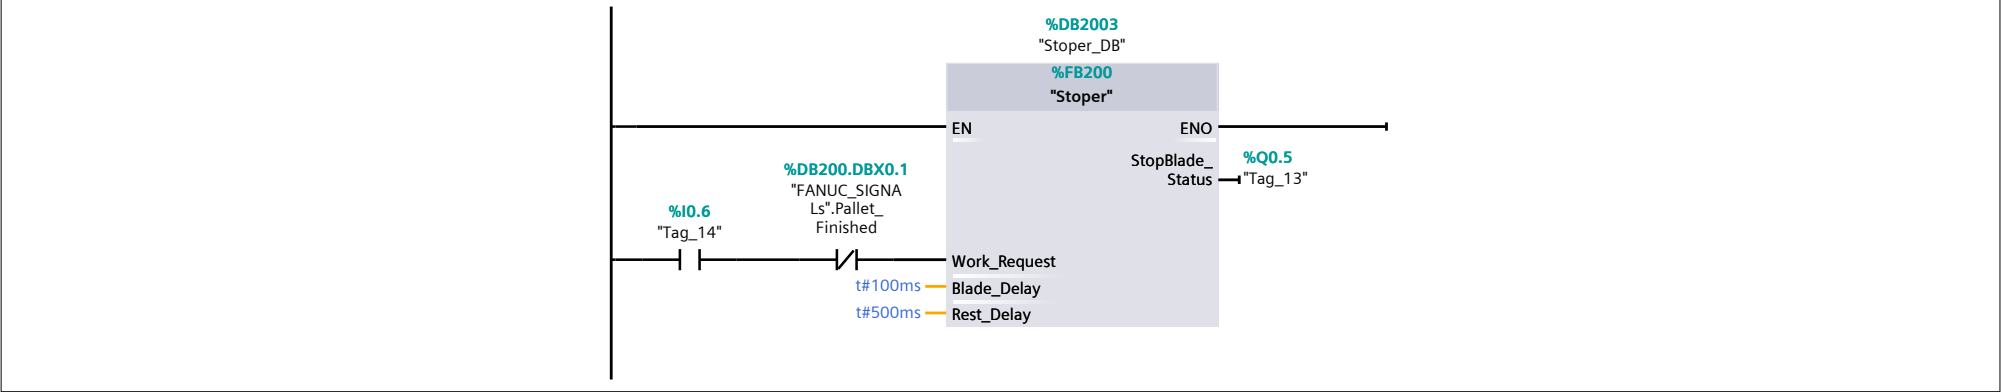 %DB2003
"Stoper_DB"
%FB200
"Stoper"
EN
ENO
StopBlade_
Status
%Q0.5
"Tag_13"
%DB200.DBX0.1
"FANUC_SIGNA
Ls".Pallet_
Finished
%I0.6
"Tag_14"
Work_Request
t#100ms
Blade_Delay
t#500ms
Rest_Delay